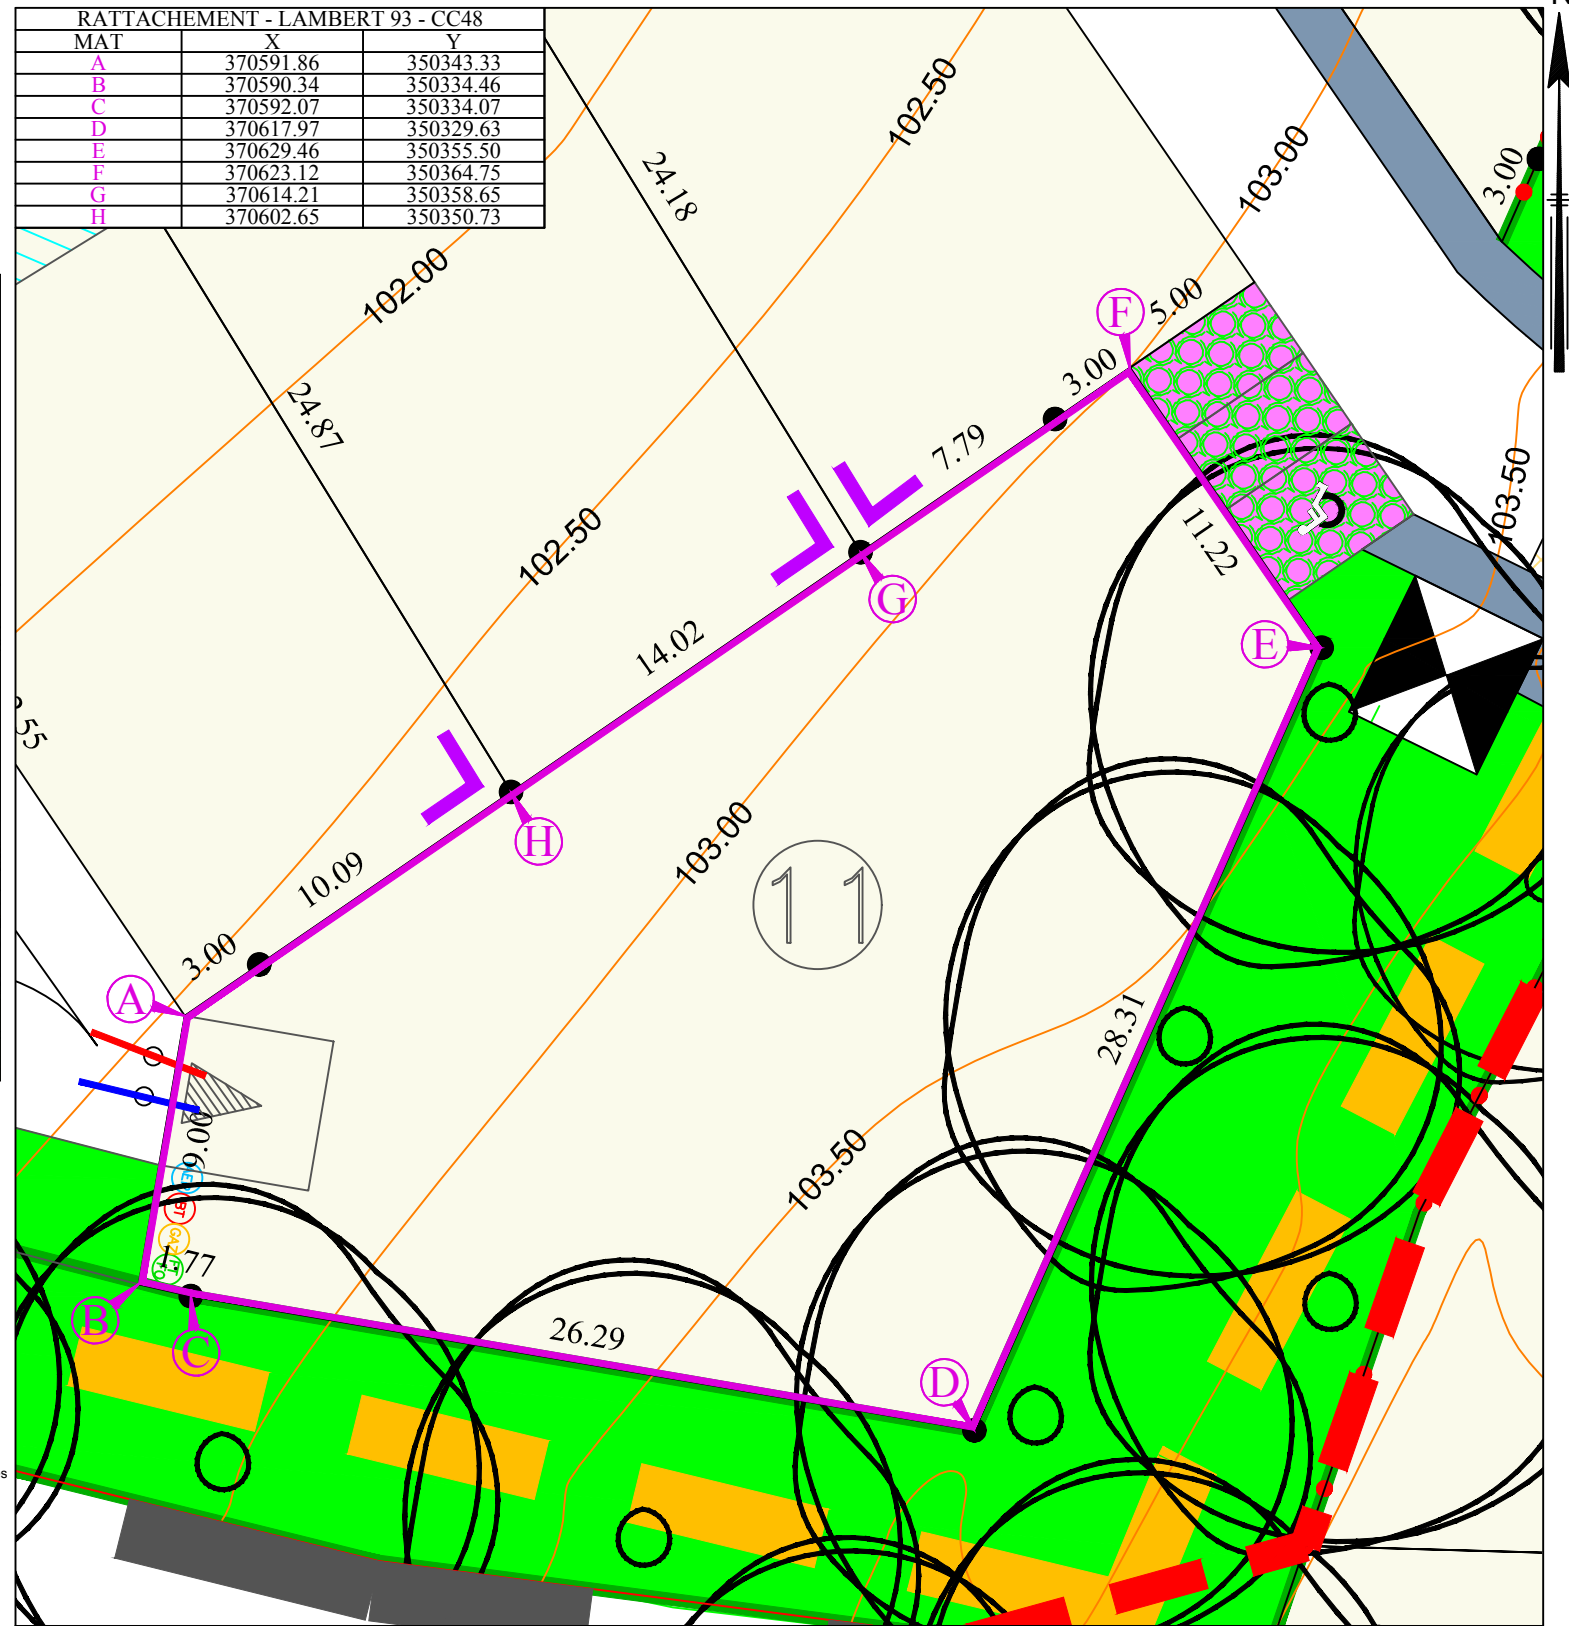 RATTACHEMENT - LAMBERT 93 - CC48
MAT X Y
A 370591.86 350343.33
B 370590.34 350334.46
C 370592.07 350334.07
D 370617.97 350329.63
E 370629.46 350355.50
F 370623.12 350364.75
G 370614.21 350358.65
H 370602.65 350350.73
102.50
103.00
3.00
24.18
102.00
5.00
F
3.00
24.87
7.79
103.50
102.50
11.22
G
14.02
E
H
103.00
11
10.09
3.00
A
28.31
9.00
103.50
BT
GAZ
1.77
B
C
26.29
D